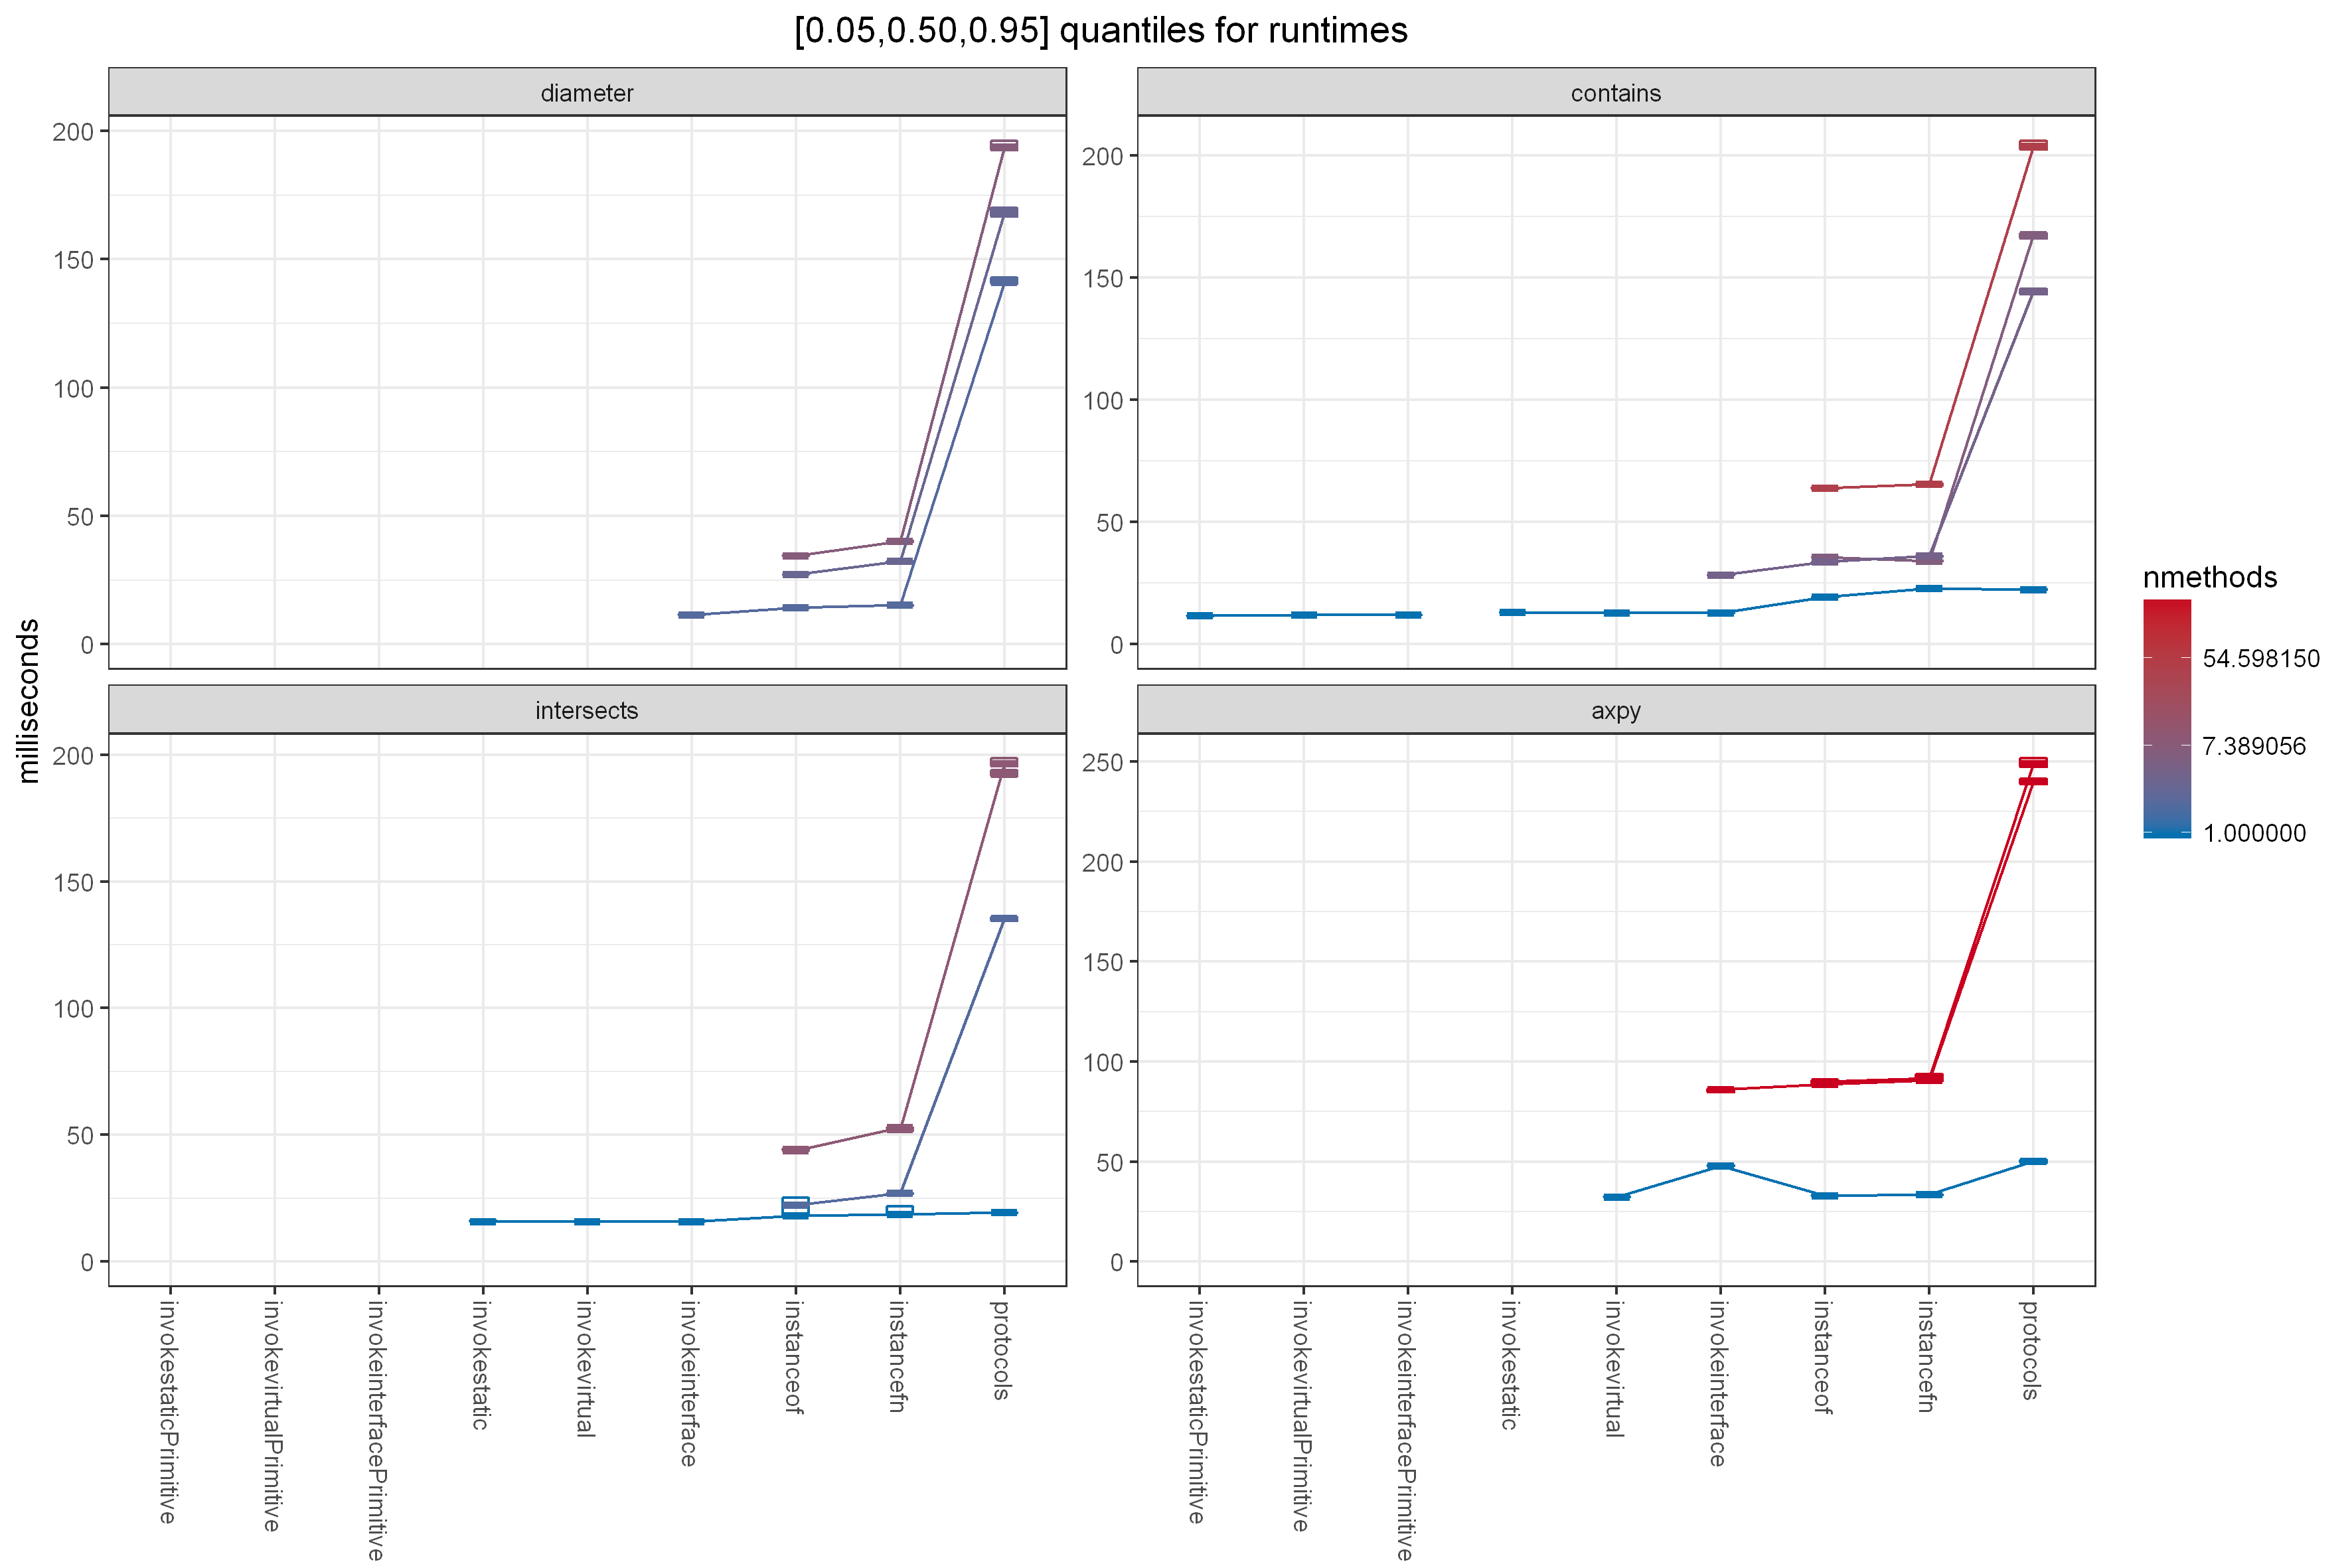 [0.05,0.50,0.95] quantiles for runtimes
diameter
contains
200
150
100
50
0
200
150
100
50
0
milliseconds
intersects
axpy
200
150
100
50
0
250
200
150
100
50
0
invokestaticPrimitive
invokevirtualPrimitive
invokeinterfacePrimitive
invokestatic
invokevirtual
invokeinterface
instanceof
instancefn
protocols
invokestaticPrimitive
invokevirtualPrimitive
invokeinterfacePrimitive
invokestatic
invokevirtual
invokeinterface
instanceof
instancefn
protocols
nmethods
54.598150
7.389056
1.000000